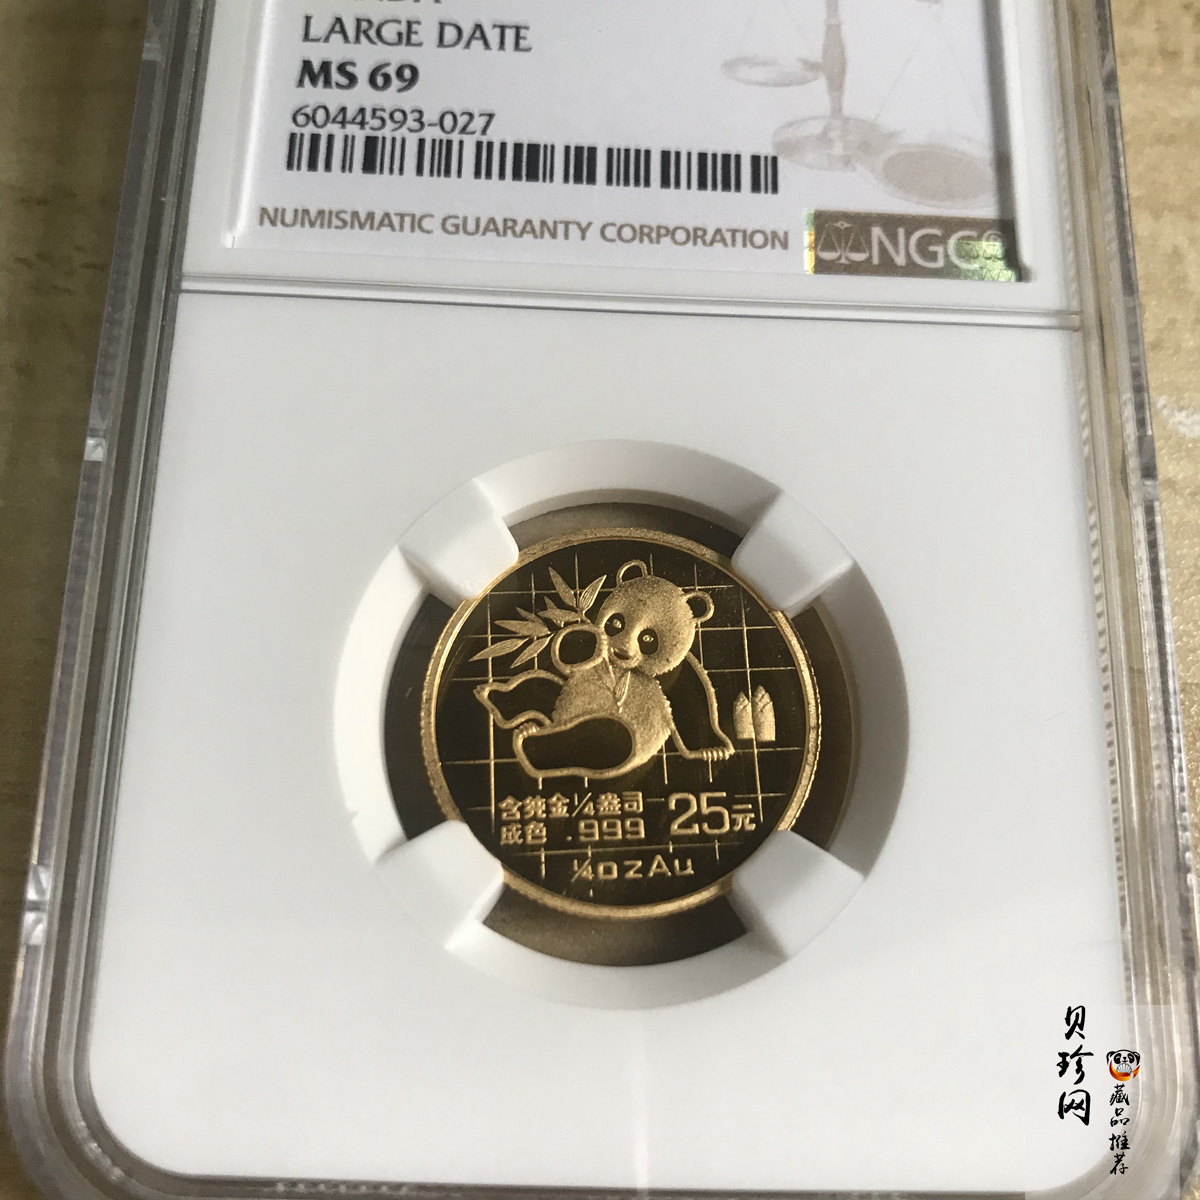 LARGE DATE
MS 69
6044593-027
NUMISMATIC GUARANTY CORPORATION
NGC
含纯金1/4盎司 25元
成色 .999
1/4 oz Au
贝珍网
藏品推荐